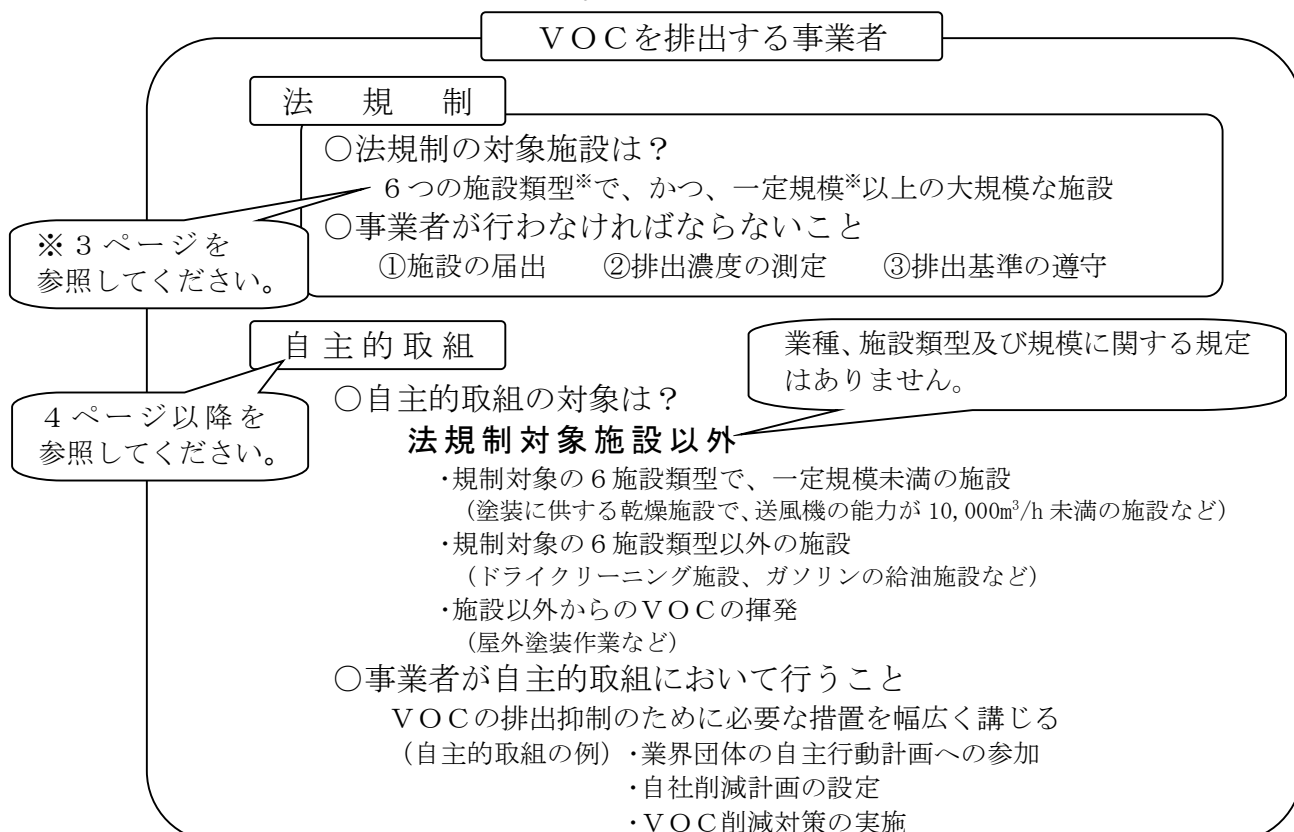 ＶＯＣを排出する事業者
法　規　制
○法規制の対象施設は？
６つの施設類型※で、かつ、一定規模※以上の大規模な施設
○事業者が行わなければならないこと
①施設の届出　②排出濃度の測定　③排出基準の遵守
※３ページを
参照してください。
自主的取組
４ページ以降を
参照してください。
業種、施設類型及び規模に関する規定
はありません。
○自主的取組の対象は？
法規制対象施設以外
・規制対象の６施設類型で、一定規模未満の施設
（塗装に供する乾燥施設で、送風機の能力が 10,000m³/h 未満の施設など）
・規制対象の６施設類型以外の施設
（ドライクリーニング施設、ガソリンの給油施設など）
・施設以外からのＶＯＣの揮発
（屋外塗装作業など）
○事業者が自主的取組において行うこと
ＶＯＣの排出抑制のために必要な措置を幅広く講じる
（自主的取組の例）・業界団体の自主行動計画への参加
・自社削減計画の設定
・ＶＯＣ削減対策の実施